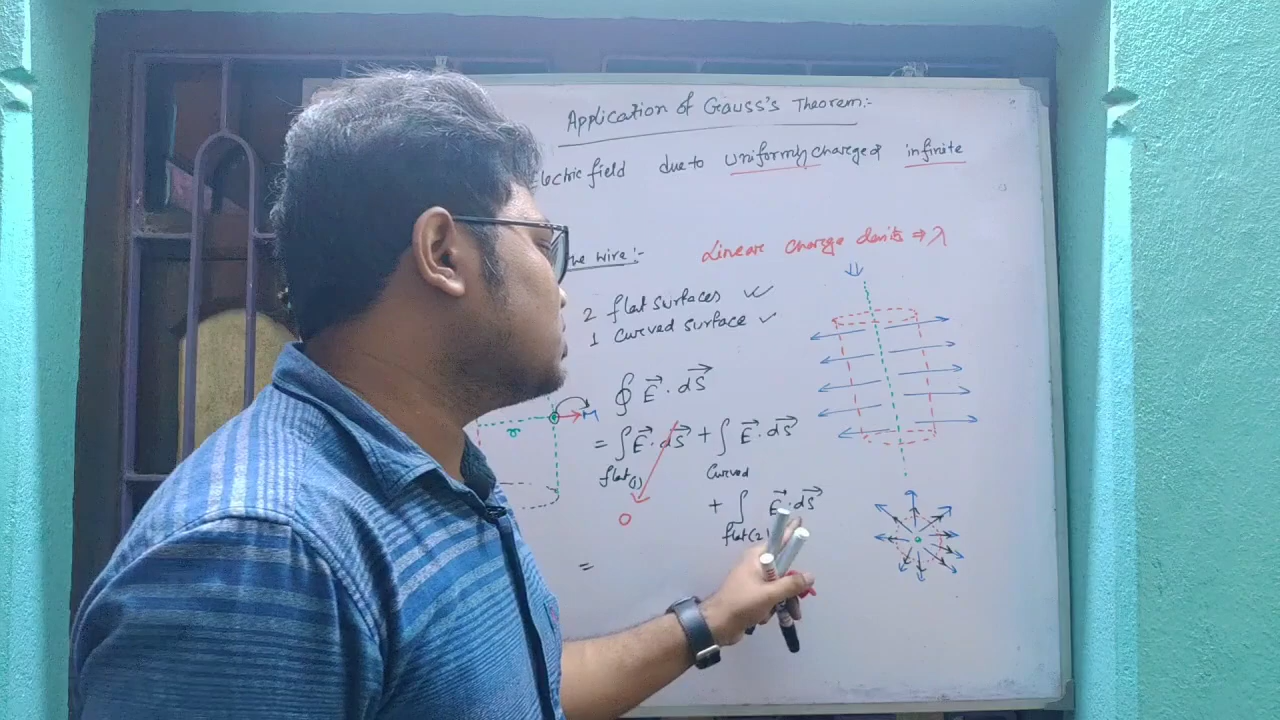 Application of Gauss's Theorem:-
Electric field due to uniformly charged infinite
wire :-
Linear charge density ⇒ λ
2 flat surfaces ✓
1 curved surface ✓
∮ E⃗ · dS⃗
= ∫ E⃗ · dS⃗ + ∫ E⃗ · dS⃗
flat(1) curved
+ ∫ E⃗ · dS⃗
0
flat(2)
=
r